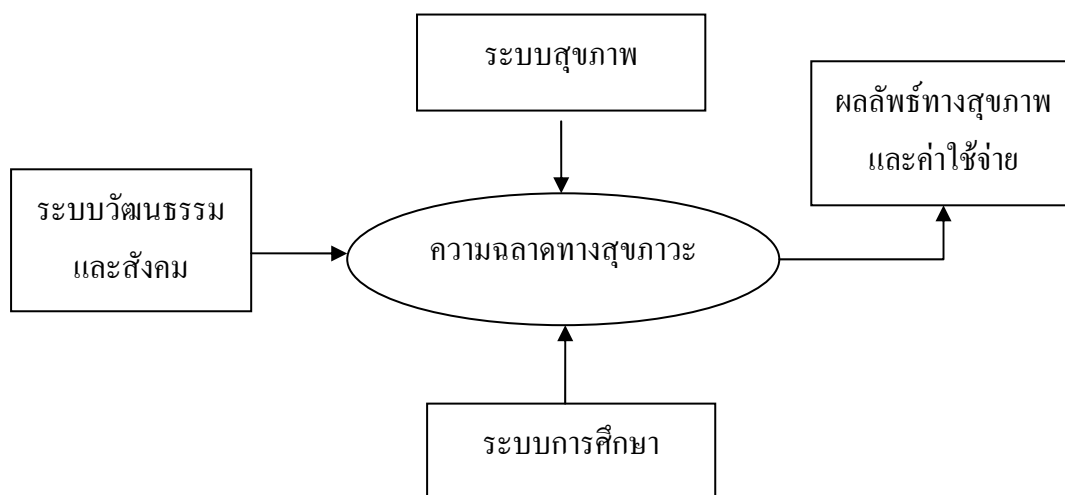 ระบบสุขภาพ
ผลลัพธ์ทางสุขภาพ
และค่าใช้จ่าย
ระบบวัฒนธรรม
และสังคม
ความฉลาดทางสุขภาวะ
ระบบการศึกษา